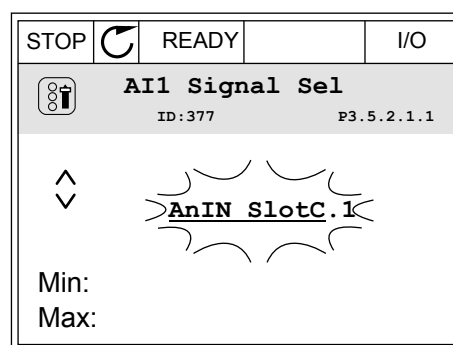 STOP READY I/O
AI1 Signal Sel
ID:377 P3.5.2.1.1
AnIN SlotC.1
Min:
Max: